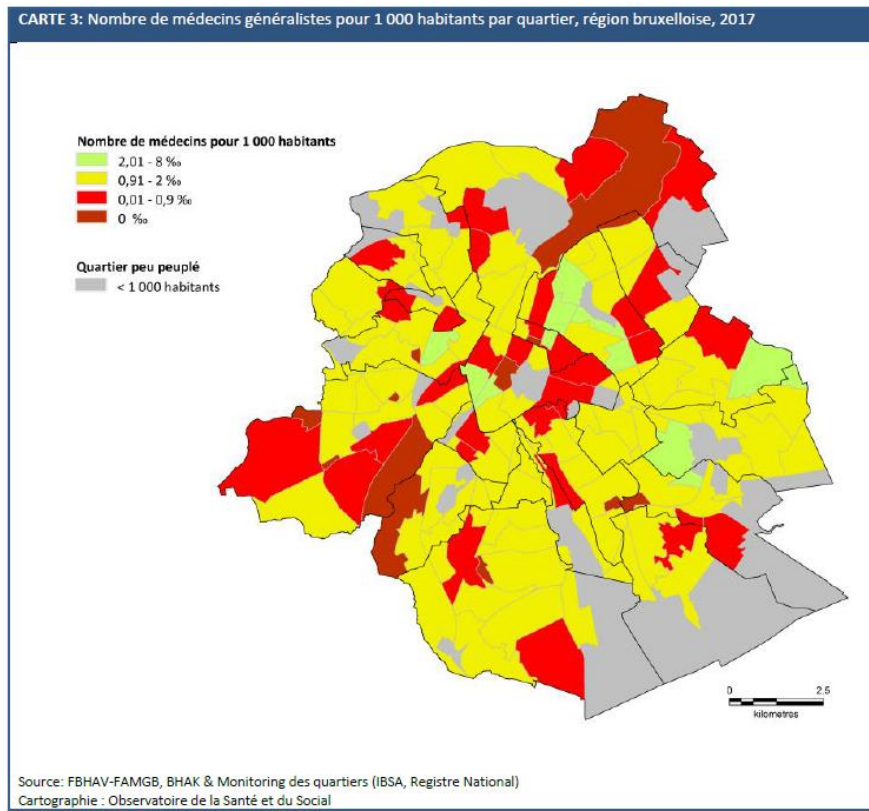 CARTE 3: Nombre de médecins généralistes pour 1 000 habitants par quartier, région bruxelloise, 2017
Nombre de médecins pour 1 000 habitants
2,01 - 8 ‰
0,91 - 2 ‰
0,01 - 0,9 ‰
0 ‰
Quartier peu peuplé
< 1 000 habitants
0 2.5
kilometres
Source: FBHAV-FAMGB, BHAK & Monitoring des quartiers (IBSA, Registre National)
Cartographie : Observatoire de la Santé et du Social